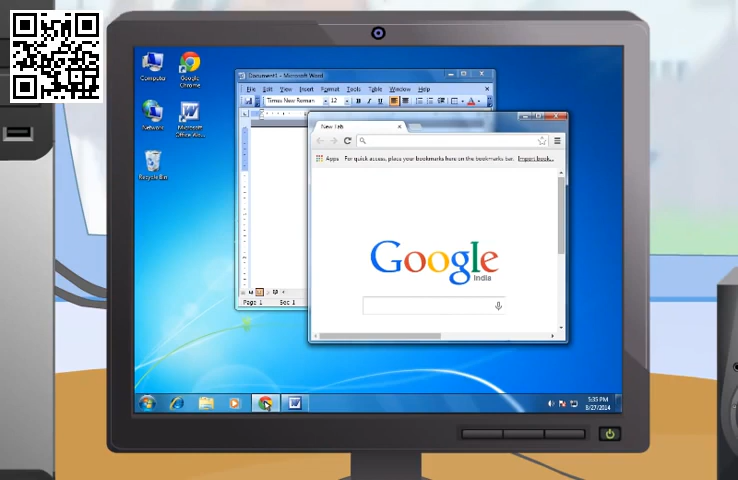 Computer
Google
Chrome
Network
Microsoft
Office Wo...
Recycle Bin
Document1 - Microsoft Word
File Edit View Insert Format Tools Table Window Help
Times New Roman 12 B I U
New Tab
Apps For quick access, place your bookmarks here on the bookmarks bar. Import book...
Google
India
Page 1 Sec 1
5:35 PM
8/27/2014